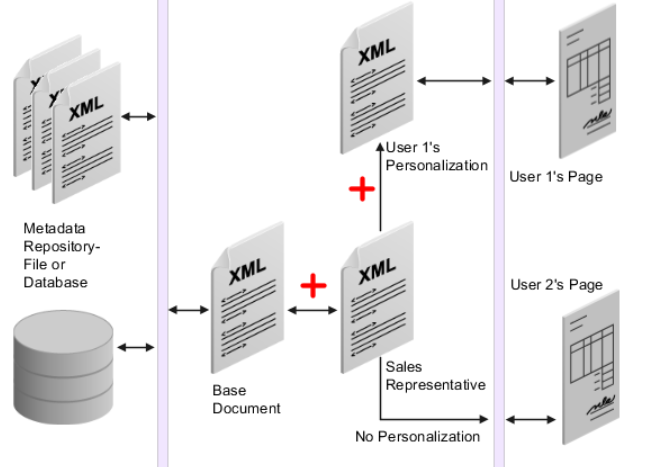 XML
XML
XML
User 1's
Personalization
User 1's Page
Metadata
Repository-
File or
Database
XML
XML
User 2's Page
Base
Document
Sales
Representative
No Personalization